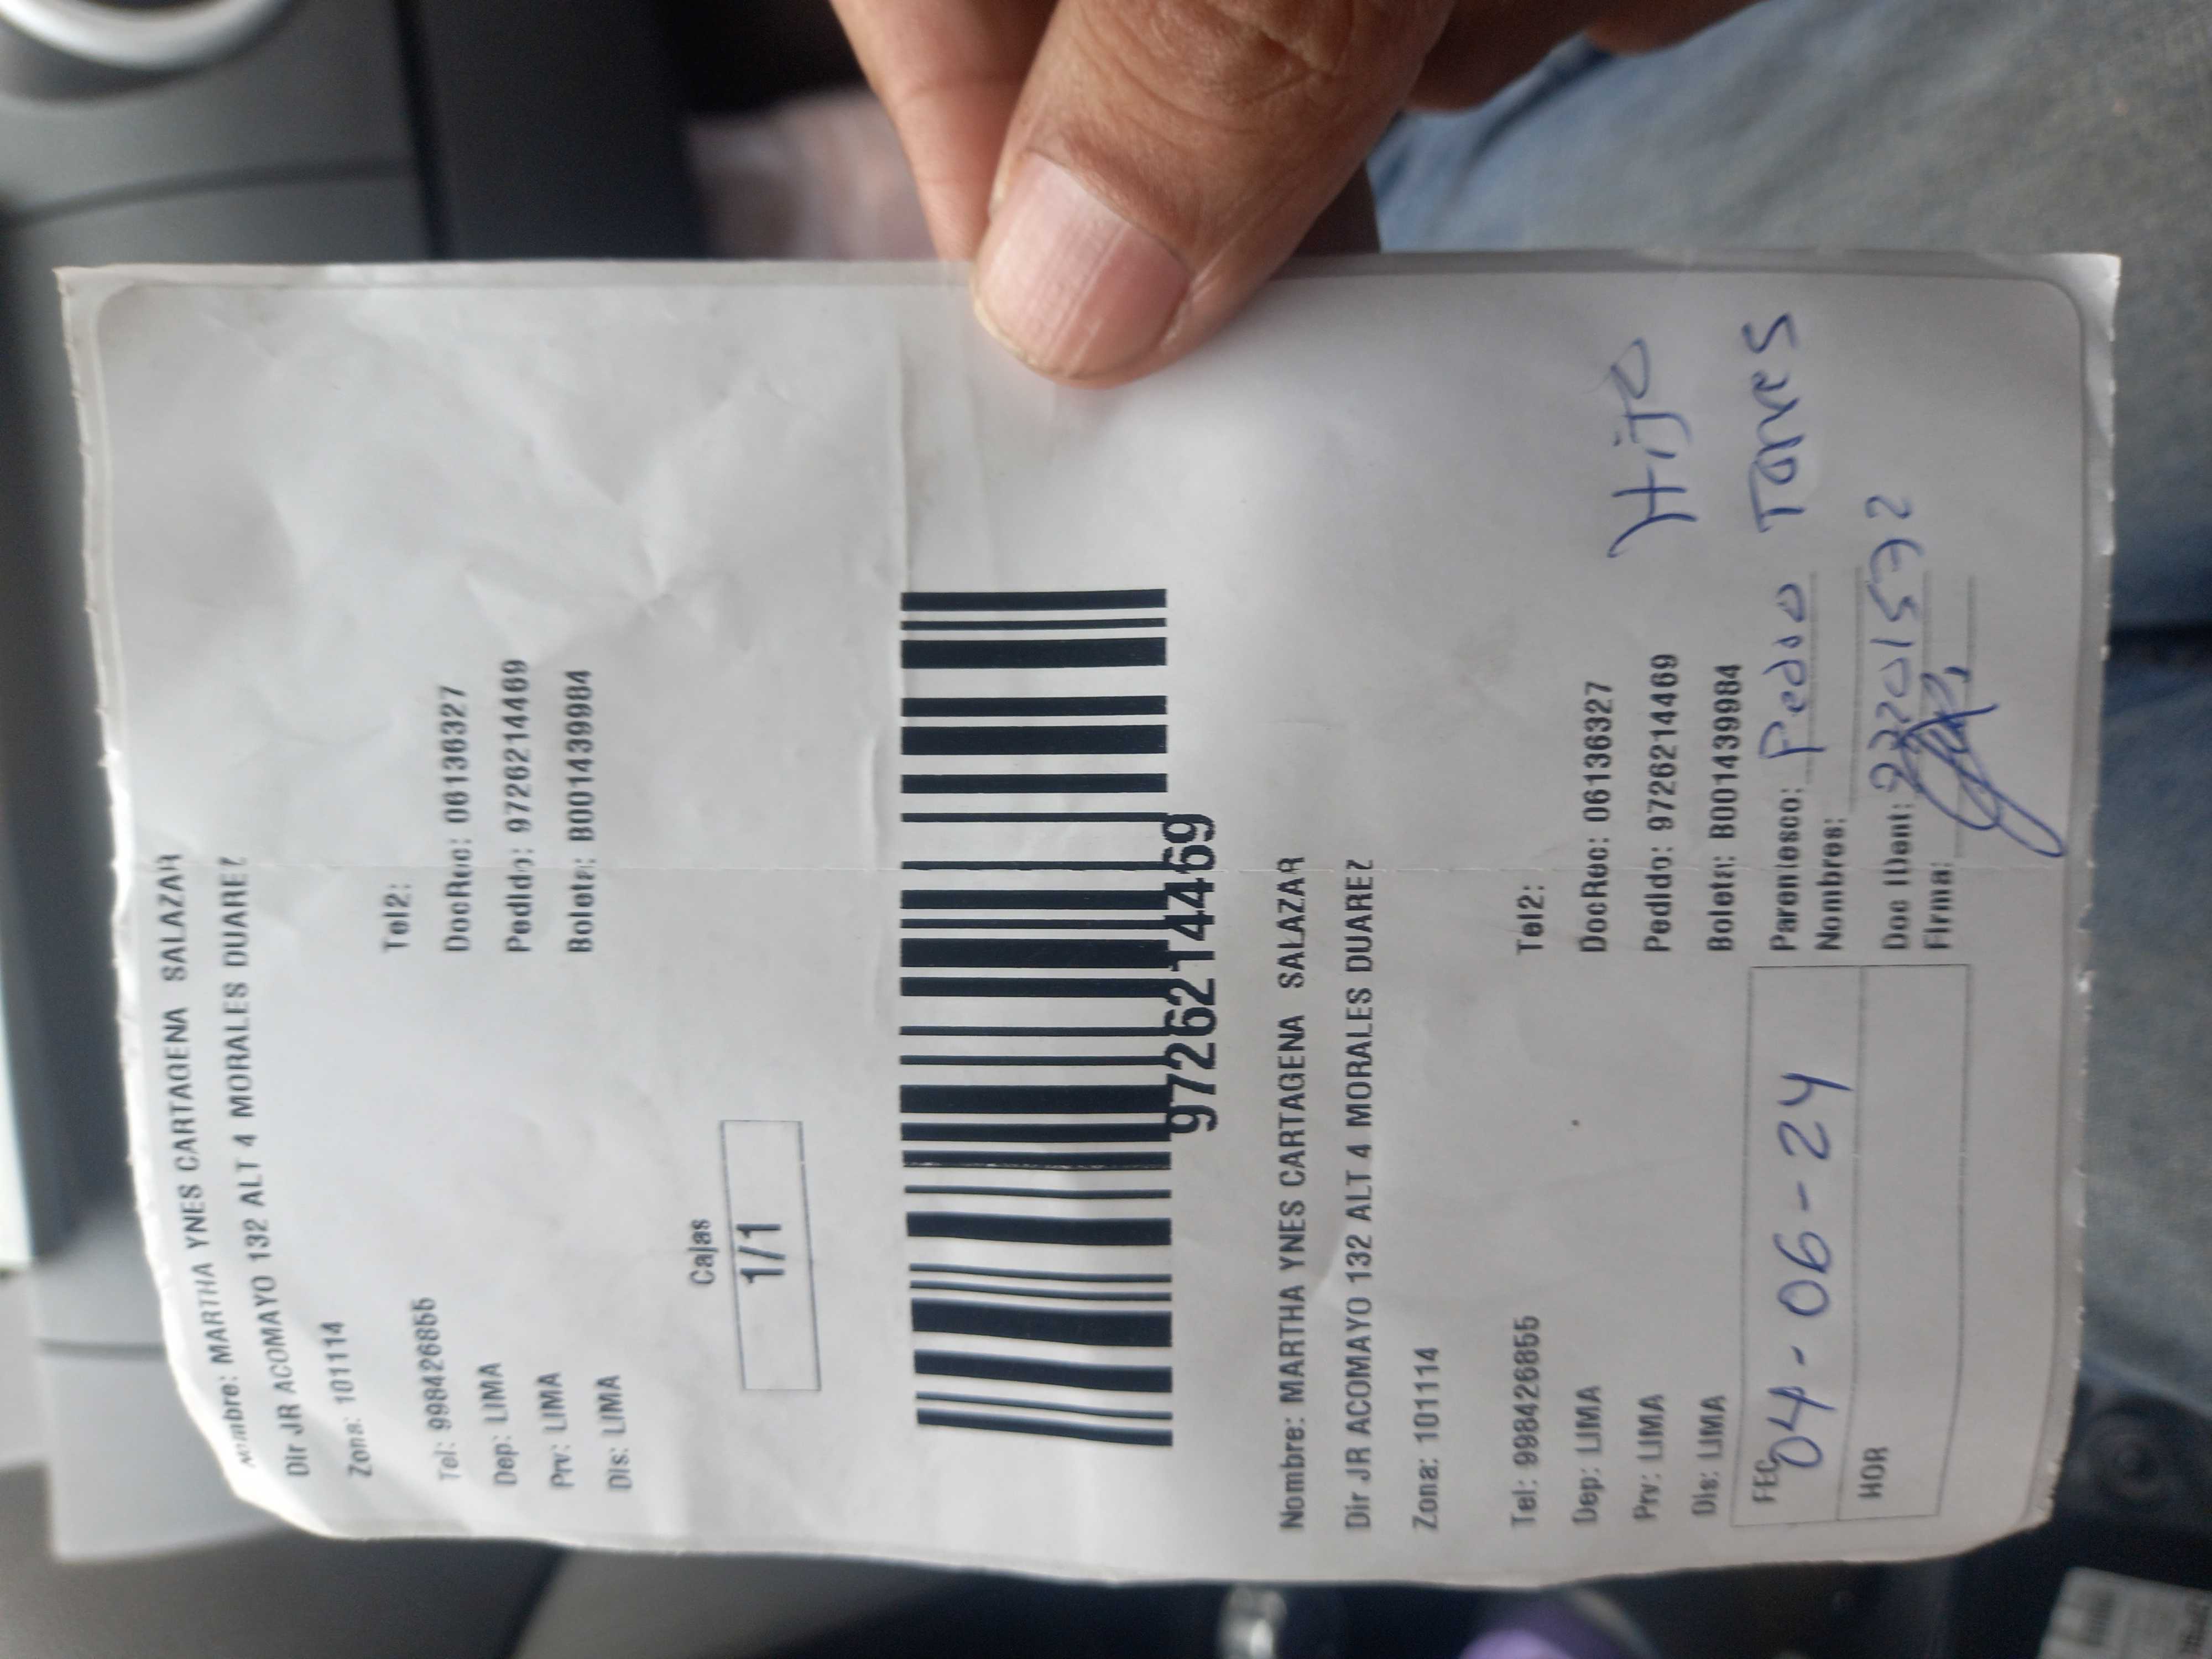 Nombre: MARTHA YNES CARTAGENA SALAZAR
Dir JR ACOMAYO 132 ALT 4 MORALES DUAREZ
Zona: 101114
Tel: 998426855 Tel2:
Dep: LIMA DocRec: 06136327
Prv: LIMA Pedido: 9726214469
Dis: LIMA Boleta: B001439984
Cajas
1/1
9726214469
Nombre: MARTHA YNES CARTAGENA SALAZAR
Dir JR ACOMAYO 132 ALT 4 MORALES DUAREZ
Zona: 101114
Tel: 998426855 Tel2:
Dep: LIMA DocRec: 06136327
Prv: LIMA Pedido: 9726214469 Hijo
Dis: LIMA Boleta: B001439984
FEC 04-06-24 Parentesco: Pedro Torres
Nombres:
HOR Doc IDent:
Firma: